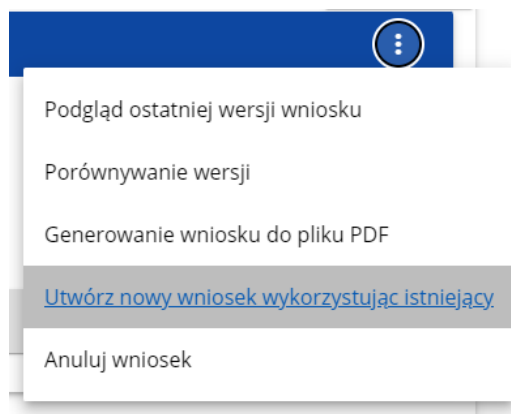 Podgląd ostatniej wersji wniosku
Porównywanie wersji
Generowanie wniosku do pliku PDF
Utwórz nowy wniosek wykorzystując istniejący
Anuluj wniosek